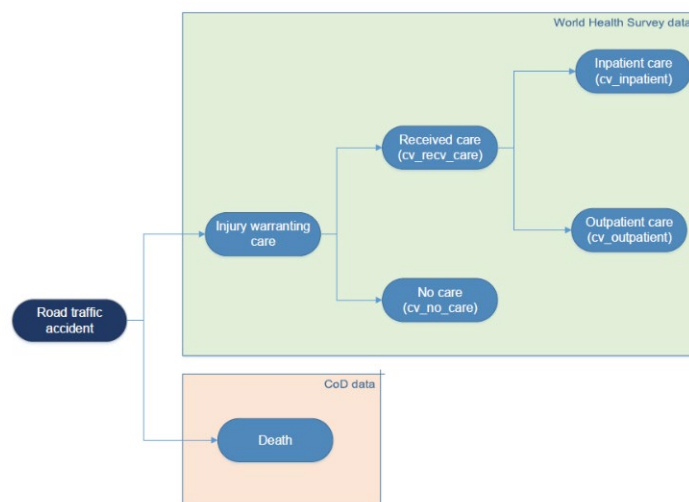 World Health Survey data
Inpatient care
(cv_inpatient)
Received care
(cv_recv_care)
Injury warranting
care
Outpatient care
(cv_outpatient)
No care
(cv_no_care)
Road traffic
accident
CoD data
Death